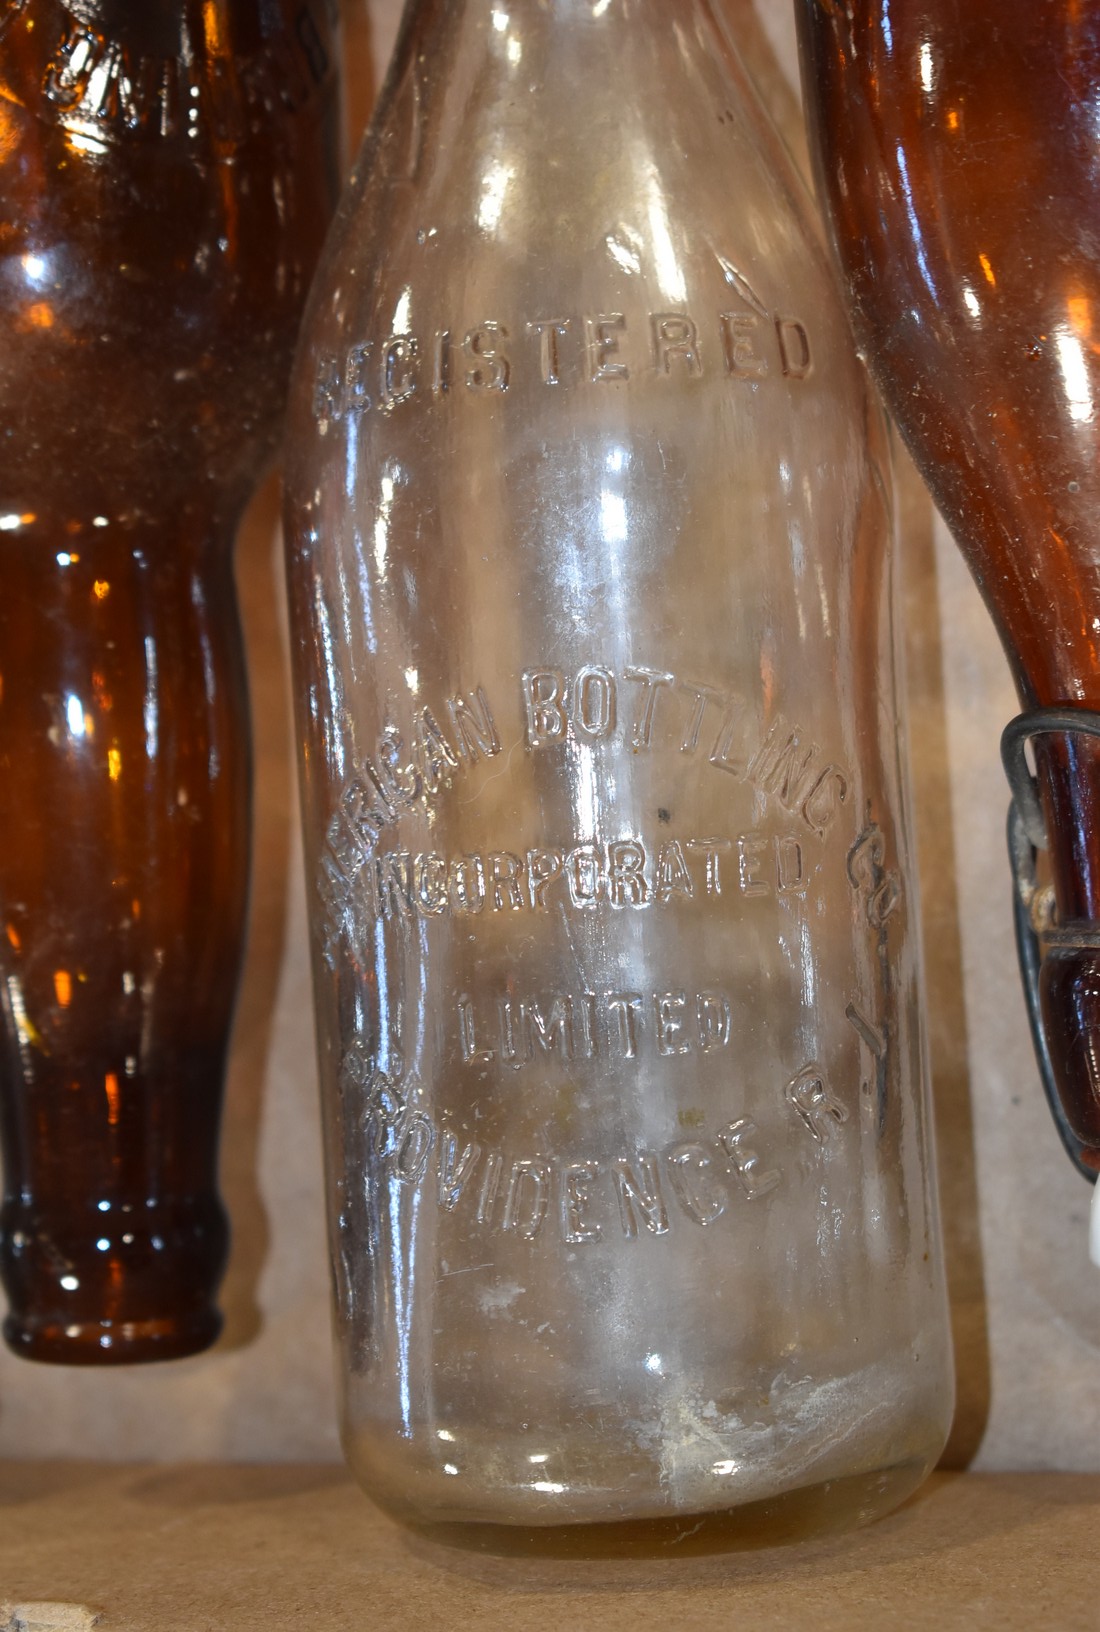 REGISTERED
AMERICAN BOTTLING Co
INCORPORATED
LIMITED
PROVIDENCE, R